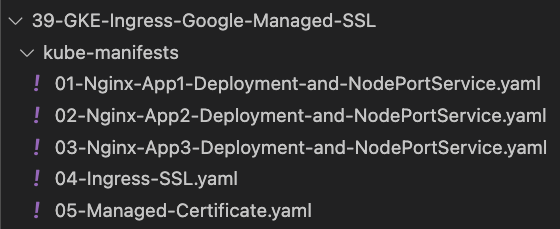 39-GKE-Ingress-Google-Managed-SSL
kube-manifests
! 01-Nginx-App1-Deployment-and-NodePortService.yaml
! 02-Nginx-App2-Deployment-and-NodePortService.yaml
! 03-Nginx-App3-Deployment-and-NodePortService.yaml
! 04-Ingress-SSL.yaml
! 05-Managed-Certificate.yaml